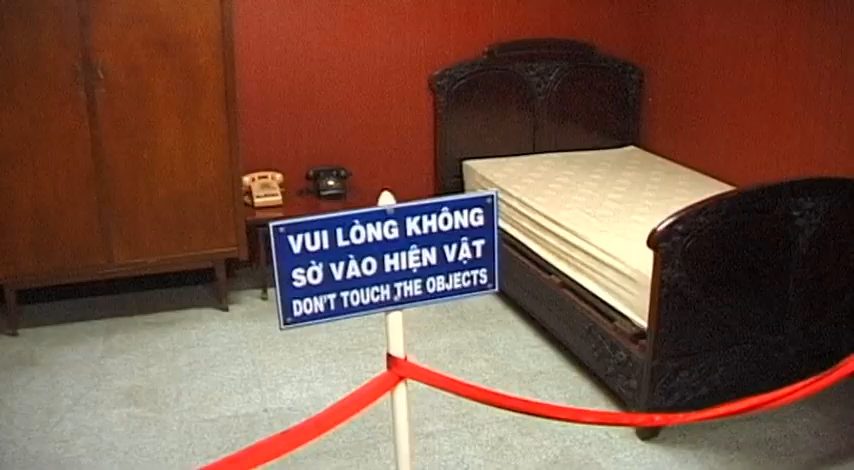 VUI LÒNG KHÔNG
SỜ VÀO HIỆN VẬT
DON'T TOUCH THE OBJECTS